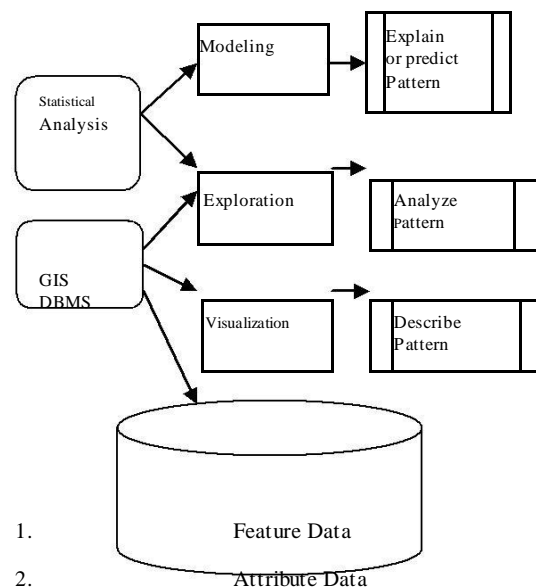 Modeling
Explain
or predict
Pattern
Statistical
Analysis
Exploration
Analyze
Pattern
GIS
DBMS
Visualization
Describe
Pattern
1. Feature Data
2. Attribute Data